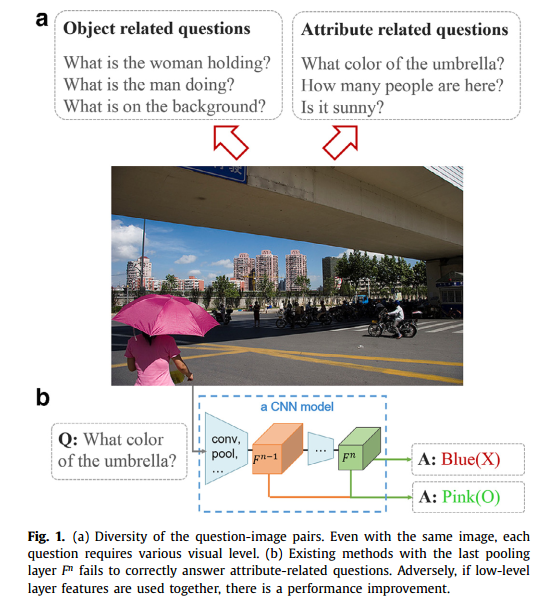 a
Object related questions
What is the woman holding?
What is the man doing?
What is on the background?
Attribute related questions
What color of the umbrella?
How many people are here?
Is it sunny?
b
a CNN model
Q: What color
of the umbrella?
conv,
pool,
...
Fⁿ⁻¹
...
Fⁿ
A: Blue(X)
A: Pink(O)
Fig. 1. (a) Diversity of the question-image pairs. Even with the same image, each
question requires various visual level. (b) Existing methods with the last pooling
layer Fⁿ fails to correctly answer attribute-related questions. Adversely, if low-level
layer features are used together, there is a performance improvement.